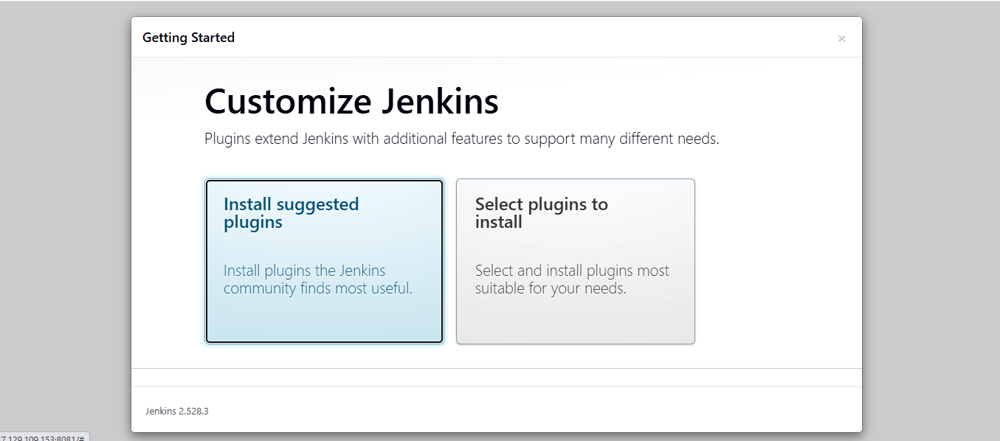 Getting Started
×
Customize Jenkins
Plugins extend Jenkins with additional features to support many different needs.
Install suggested
plugins
Install plugins the Jenkins
community finds most useful.
Select plugins to
install
Select and install plugins most
suitable for your needs.
Jenkins 2.528.3
7.129.109.153:8081/#